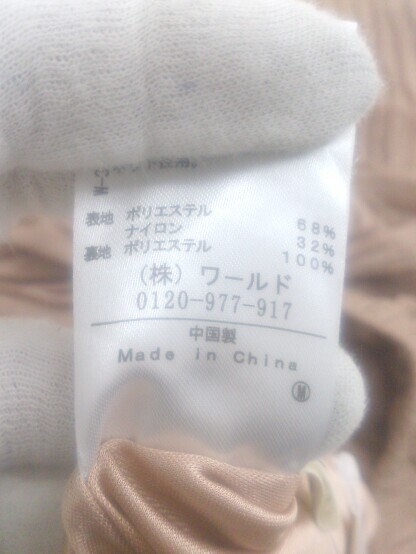 表地 ポリエステル 68%
ナイロン 32%
裏地 ポリエステル 100%
(株) ワールド
0120-977-917
中国製
Made in China
Ⓜ